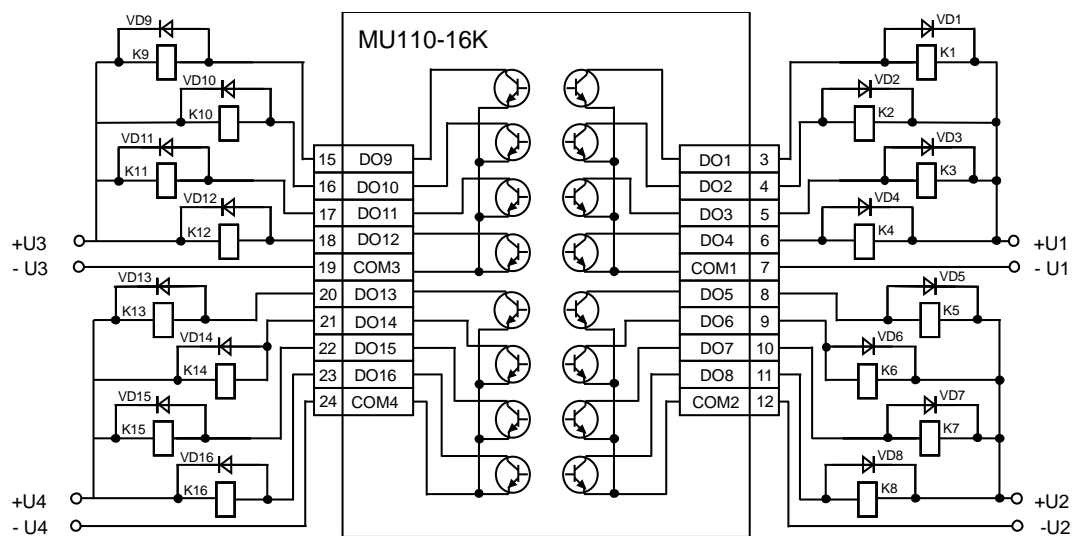 MU110-16K
VD9
K9
VD10
K10
VD11
K11
VD12
K12
+U3
- U3
VD13
K13
VD14
K14
VD15
K15
VD16
K16
+U4
- U4
15 DO9
16 DO10
17 DO11
18 DO12
19 COM3
20 DO13
21 DO14
22 DO15
23 DO16
24 COM4
DO1 3
DO2 4
DO3 5
DO4 6
COM1 7
DO5 8
DO6 9
DO7 10
DO8 11
COM2 12
VD1
K1
VD2
K2
VD3
K3
VD4
K4
+U1
- U1
VD5
K5
VD6
K6
VD7
K7
VD8
K8
+U2
-U2